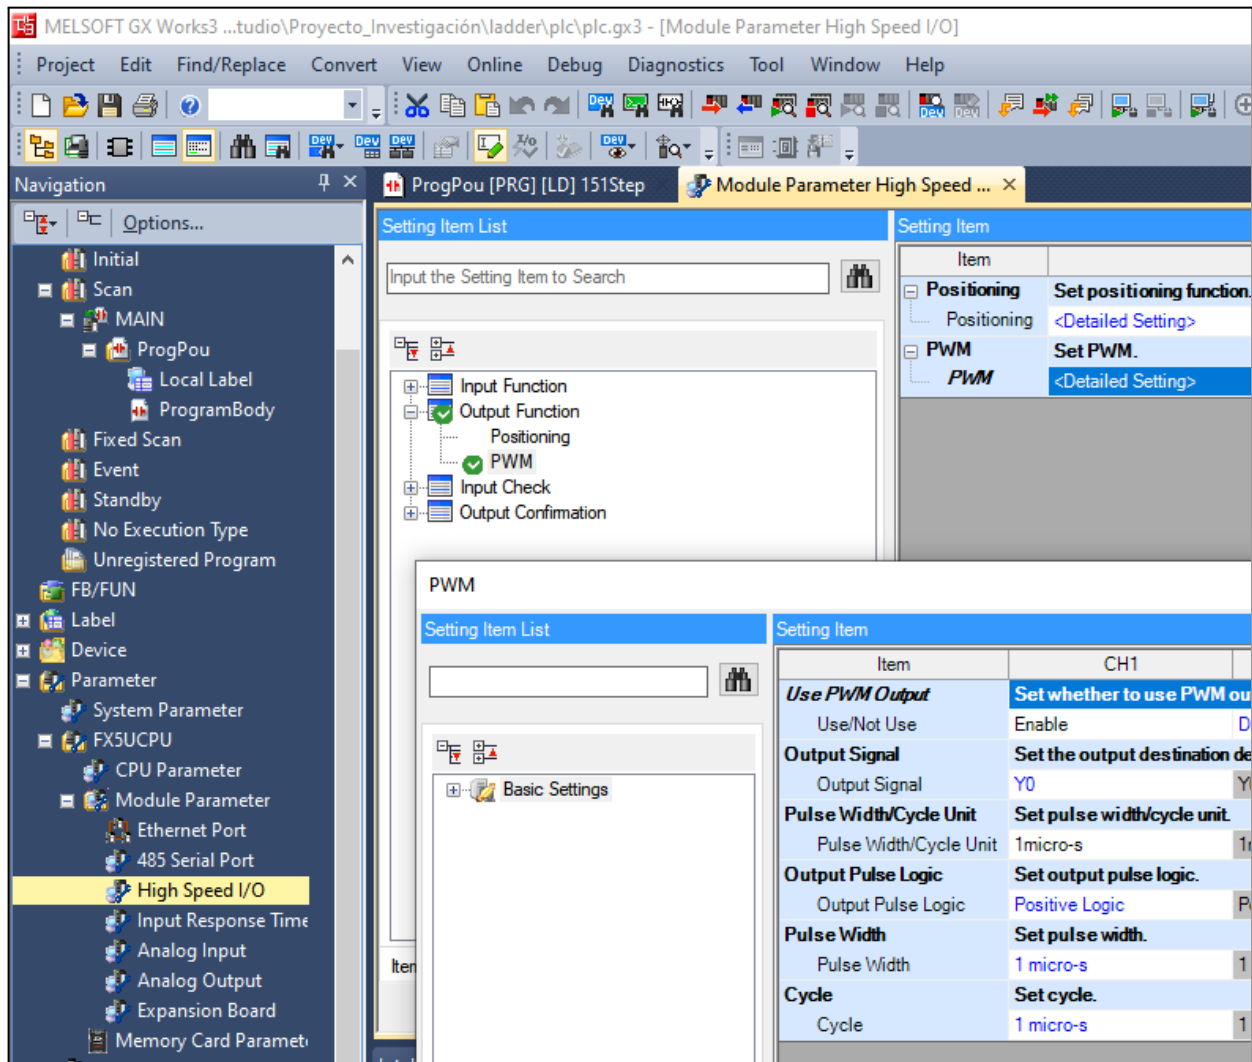 MELSOFT GX Works3 ...tudio\Proyecto_Investigación\ladder\plc\plc.gx3 - [Module Parameter High Speed I/O]
Project Edit Find/Replace Convert View Online Debug Diagnostics Tool Window Help
Navigation
Options...
Initial
Scan
MAIN
ProgPou
Local Label
ProgramBody
Fixed Scan
Event
Standby
No Execution Type
Unregistered Program
FB/FUN
Label
Device
Parameter
System Parameter
FX5UCPU
CPU Parameter
Module Parameter
Ethernet Port
485 Serial Port
High Speed I/O
Input Response Time
Analog Input
Analog Output
Expansion Board
Memory Card Paramet
ProgPou [PRG] [LD] 151Step
Module Parameter High Speed ...
Setting Item List
Input the Setting Item to Search
Input Function
Output Function
Positioning
PWM
Input Check
Output Confirmation
Setting Item
Item
Positioning Set positioning function.
Positioning <Detailed Setting>
PWM Set PWM.
PWM <Detailed Setting>
PWM
Setting Item List
Basic Settings
Setting Item
Item CH1
Use PWM Output Set whether to use PWM ou
Use/Not Use Enable D
Output Signal Set the output destination de
Output Signal Y0
Pulse Width/Cycle Unit Set pulse width/cycle unit.
Pulse Width/Cycle Unit 1micro-s
Output Pulse Logic Set output pulse logic.
Output Pulse Logic Positive Logic
Pulse Width Set pulse width.
Pulse Width 1 micro-s 1
Cycle Set cycle.
Cycle 1 micro-s 1